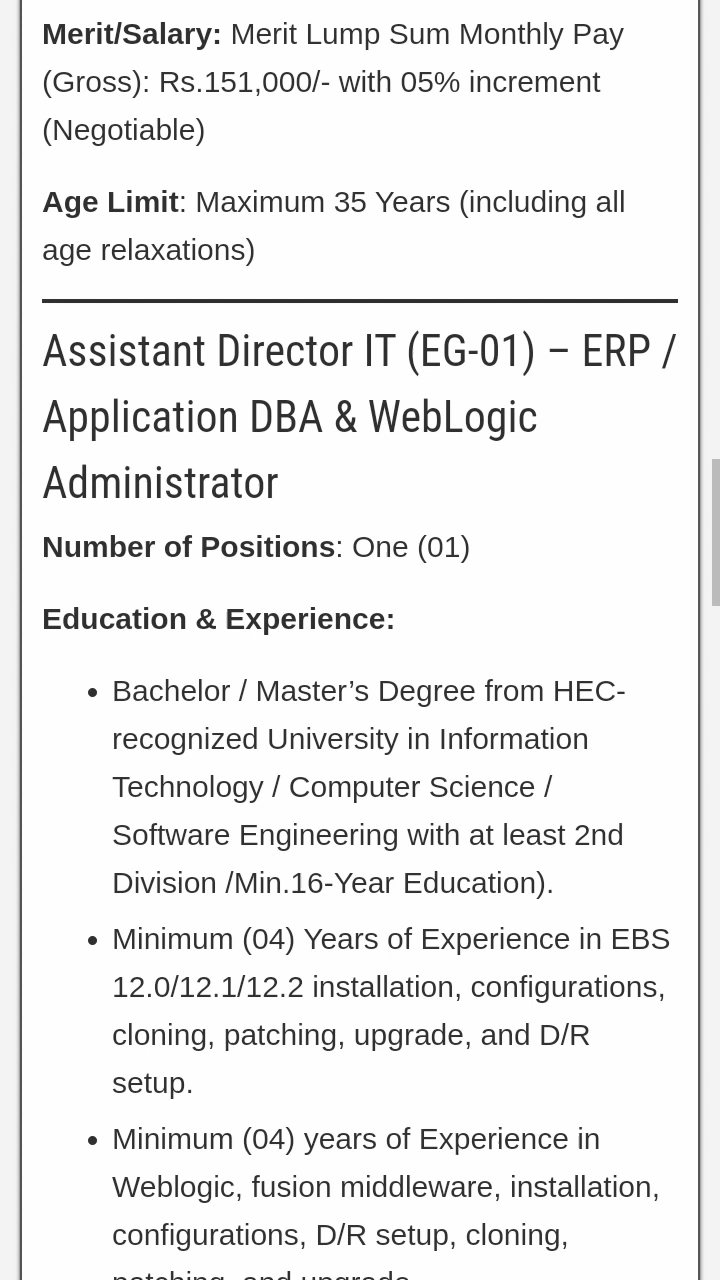 Merit/Salary: Merit Lump Sum Monthly Pay
(Gross): Rs.151,000/- with 05% increment
(Negotiable)
Age Limit: Maximum 35 Years (including all
age relaxations)
Assistant Director IT (EG-01) – ERP /
Application DBA & WebLogic
Administrator
Number of Positions: One (01)
Education & Experience:
• Bachelor / Master’s Degree from HEC-
recognized University in Information
Technology / Computer Science /
Software Engineering with at least 2nd
Division /Min.16-Year Education).
• Minimum (04) Years of Experience in EBS
12.0/12.1/12.2 installation, configurations,
cloning, patching, upgrade, and D/R
setup.
• Minimum (04) years of Experience in
Weblogic, fusion middleware, installation,
configurations, D/R setup, cloning,
patching, and upgrade.